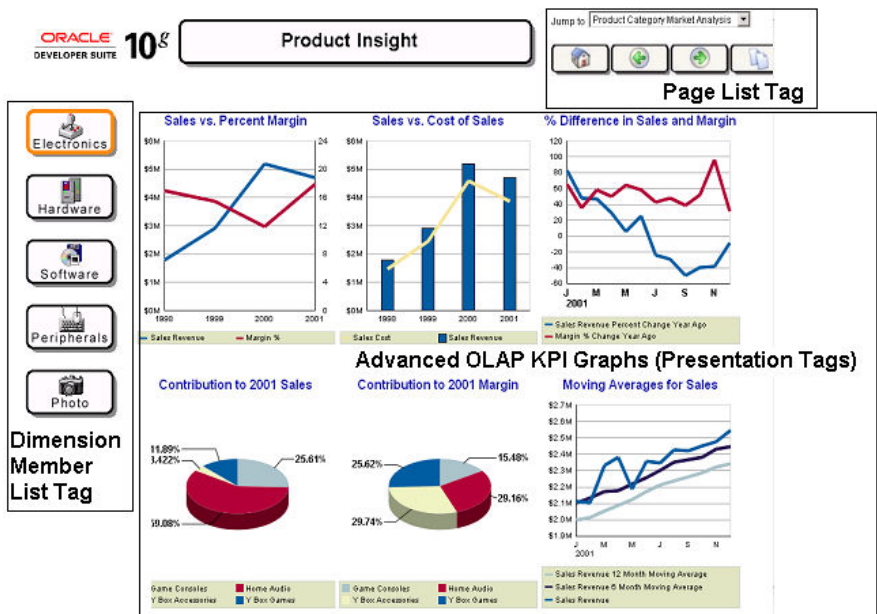 ORACLE
DEVELOPER SUITE 10g
Product Insight
Jump to Product Category Market Analysis
Page List Tag
Electronics
Hardware
Software
Peripherals
Photo
Dimension
Member
List Tag
Sales vs. Percent Margin
$6M
$5M
$4M
$3M
$2M
$1M
$0M
24
20
16
12
8
4
0
1998 1999 2000 2001
Sales Revenue Margin %
Sales vs. Cost of Sales
$6M
$5M
$4M
$3M
$2M
$1M
$0M
1998 1999 2000 2001
Sales Cost Sales Revenue
% Difference in Sales and Margin
120
100
80
60
40
20
0
-20
-40
-60
J M M J S N
2001
Sales Revenue Percent Change Year Ago
Margin % Change Year Ago
Advanced OLAP KPI Graphs (Presentation Tags)
Contribution to 2001 Sales
11.89%
3.422%
25.61%
59.08%
Game Consoles Home Audio
Y Box Accessories Y Box Games
Contribution to 2001 Margin
25.62%
15.48%
29.16%
29.74%
Game Consoles Home Audio
Y Box Accessories Y Box Games
Moving Averages for Sales
$2.7M
$2.6M
$2.5M
$2.4M
$2.3M
$2.2M
$2.1M
$2.0M
$1.9M
J M M J S N
2001
Sales Revenue 12 Month Moving Average
Sales Revenue 6 Month Moving Average
Sales Revenue